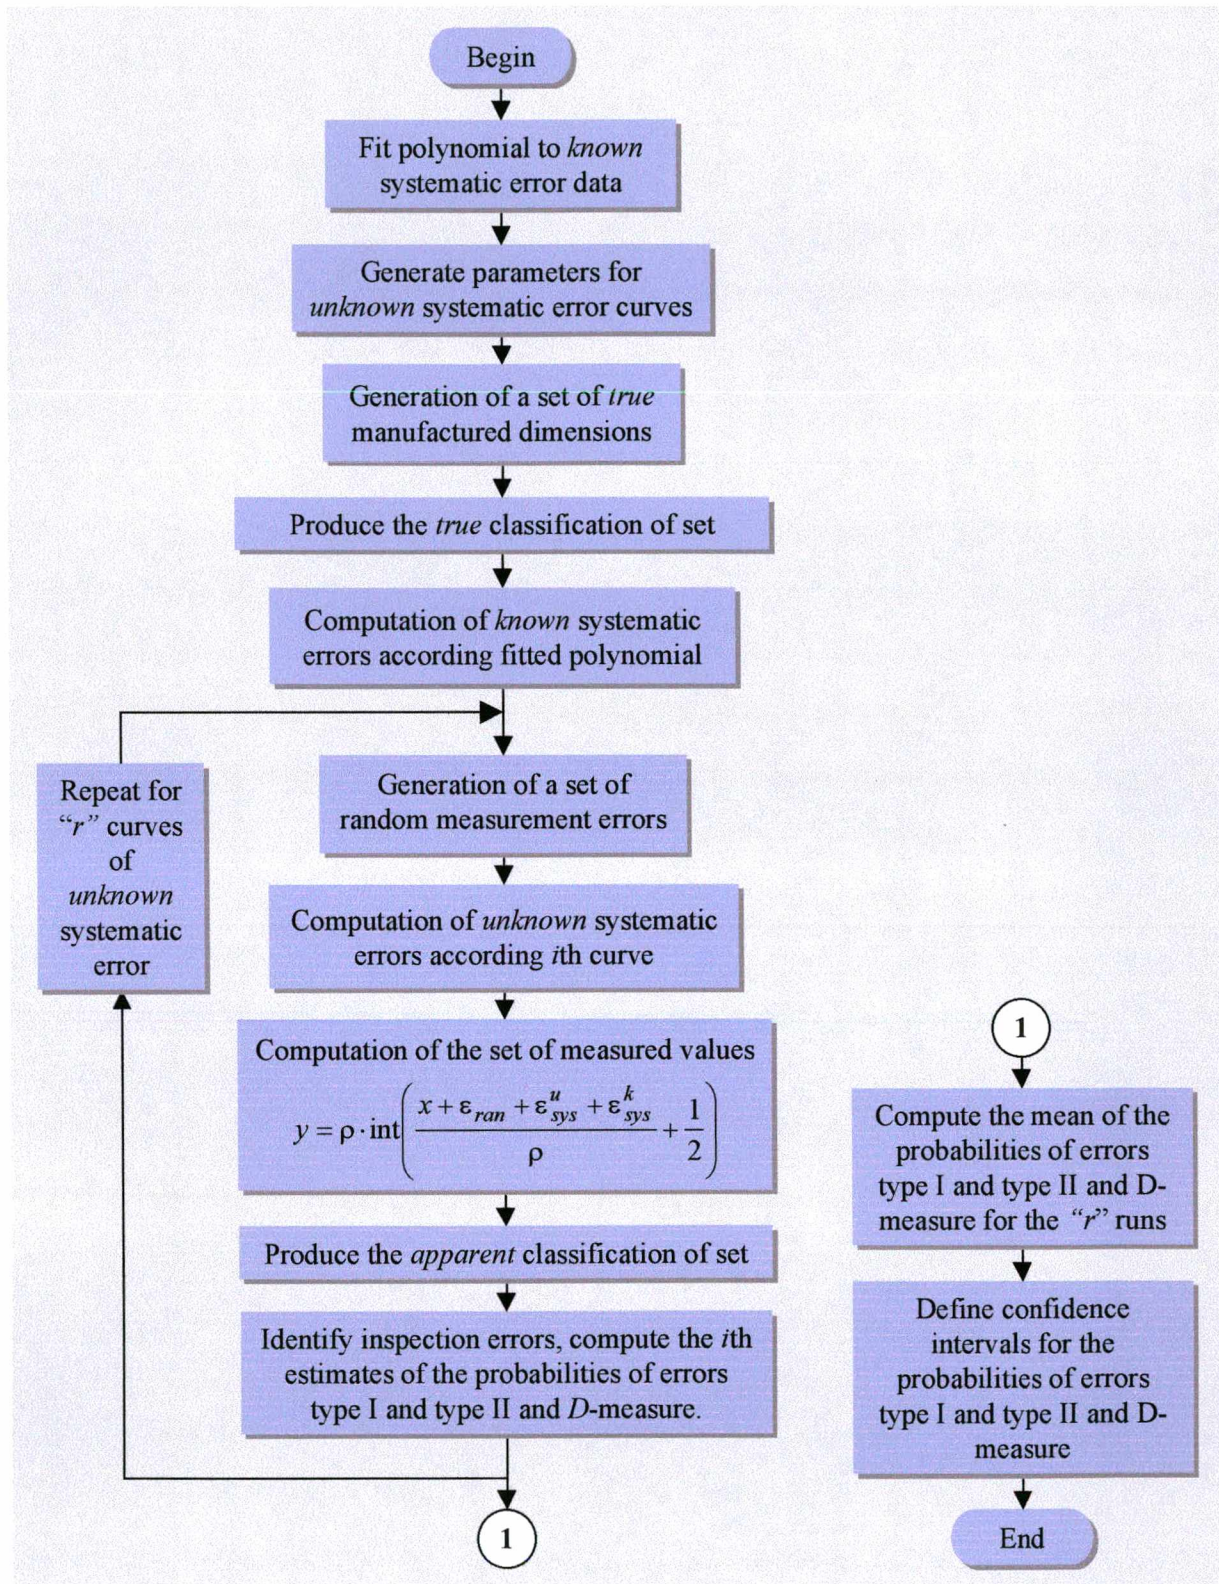 Begin
Fit polynomial to known
systematic error data
Generate parameters for
unknown systematic error curves
Generation of a set of true
manufactured dimensions
Produce the true classification of set
Computation of known systematic
errors according fitted polynomial
Repeat for
“r” curves
of
unknown
systematic
error
Generation of a set of
random measurement errors
Computation of unknown systematic
errors according ith curve
Computation of the set of measured values
y = ρ · int( (x + ε_ran + ε^u_sys + ε^k_sys) / ρ + 1/2 )
Produce the apparent classification of set
Identify inspection errors, compute the ith
estimates of the probabilities of errors
type I and type II and D-measure.
1
1
Compute the mean of the
probabilities of errors
type I and type II and D-
measure for the “r” runs
Define confidence
intervals for the
probabilities of errors
type I and type II and D-
measure
End